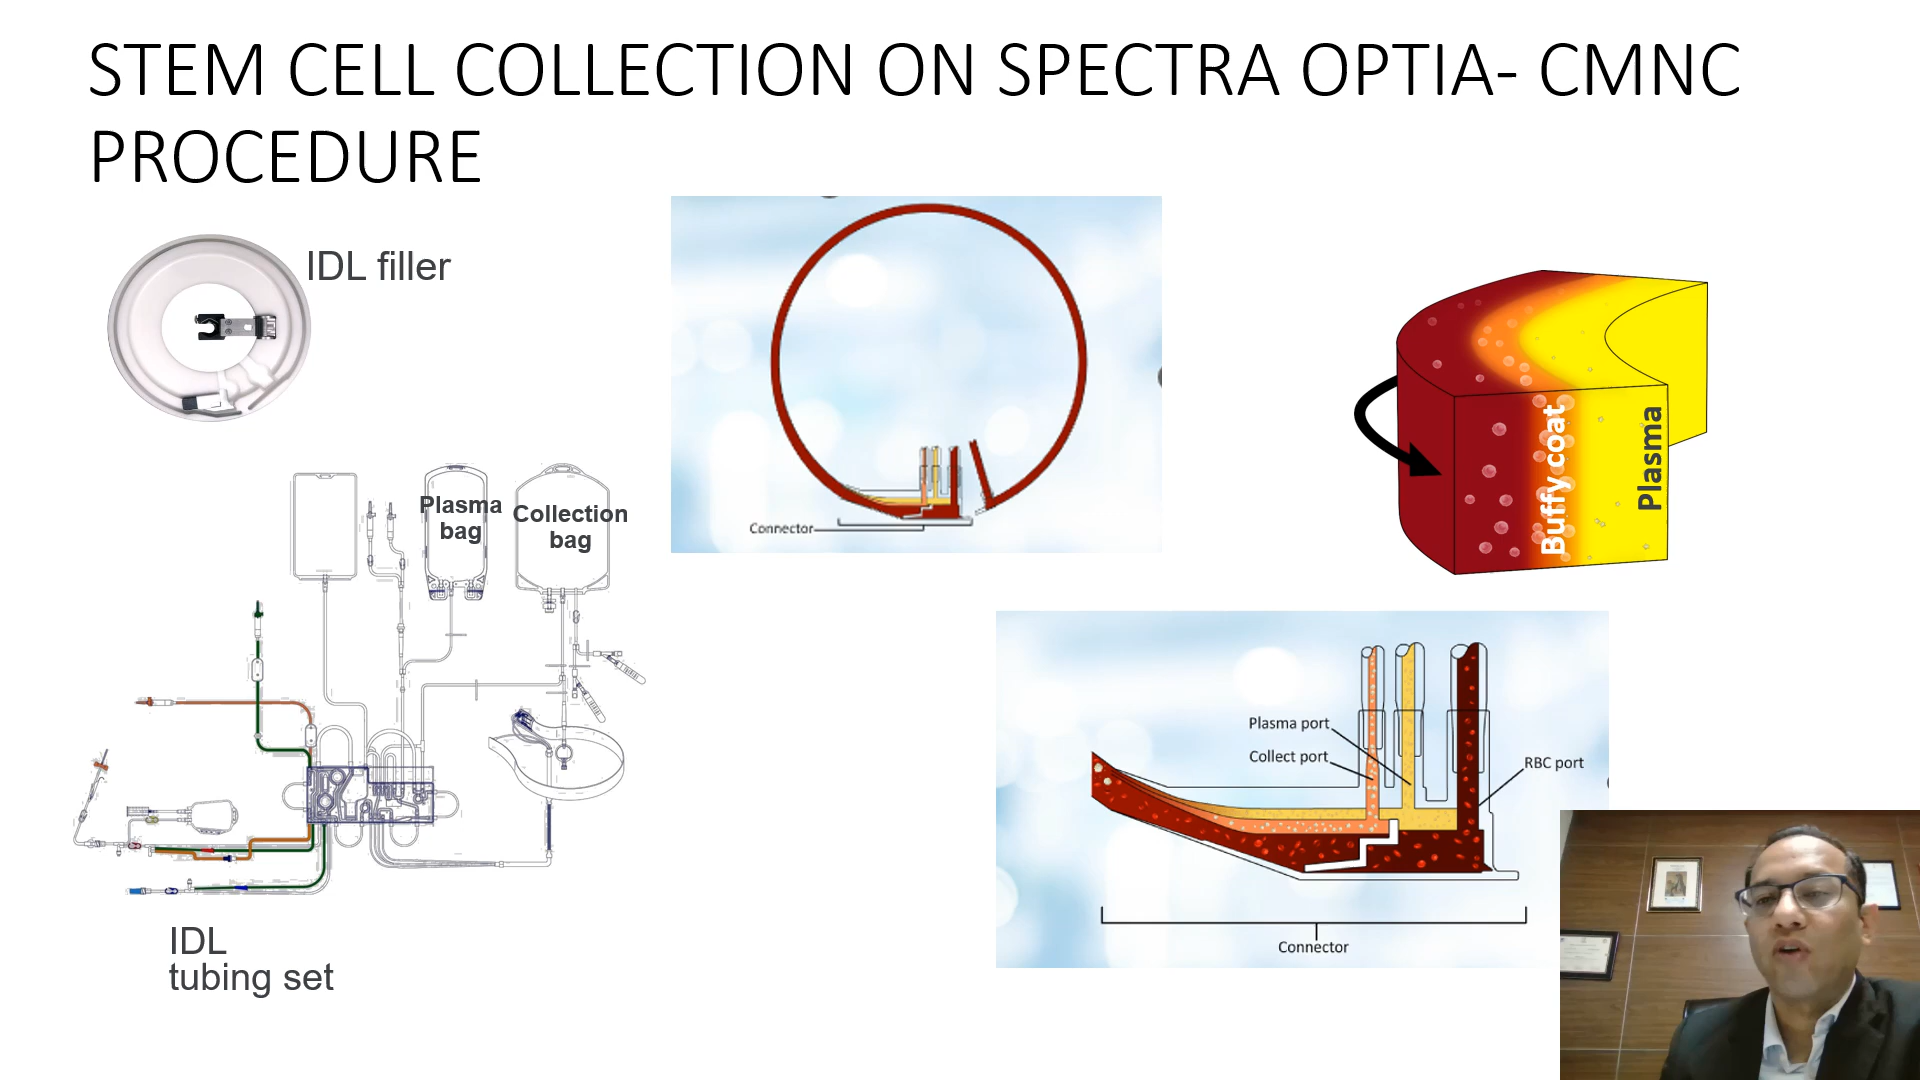 STEM CELL COLLECTION ON SPECTRA OPTIA- CMNC
PROCEDURE
IDL filler
Connector
Buffy coat
Plasma
Plasma
bag
Collection
bag
Plasma port
Collect port
RBC port
Connector
IDL
tubing set